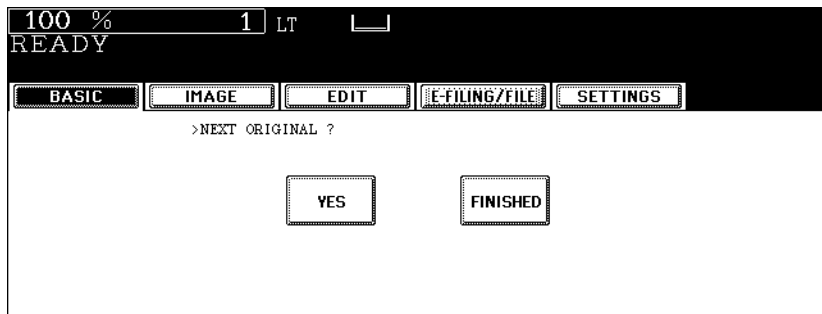 100 % 1 LT
READY
BASIC IMAGE EDIT E-FILING/FILE SETTINGS
>NEXT ORIGINAL ?
YES FINISHED